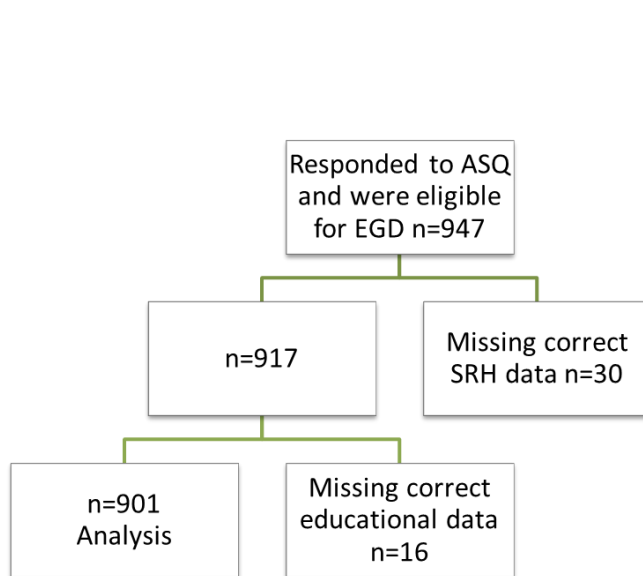 Responded to ASQ
and were eligible
for EGD n=947
n=917
Missing correct
SRH data n=30
n=901
Analysis
Missing correct
educational data
n=16